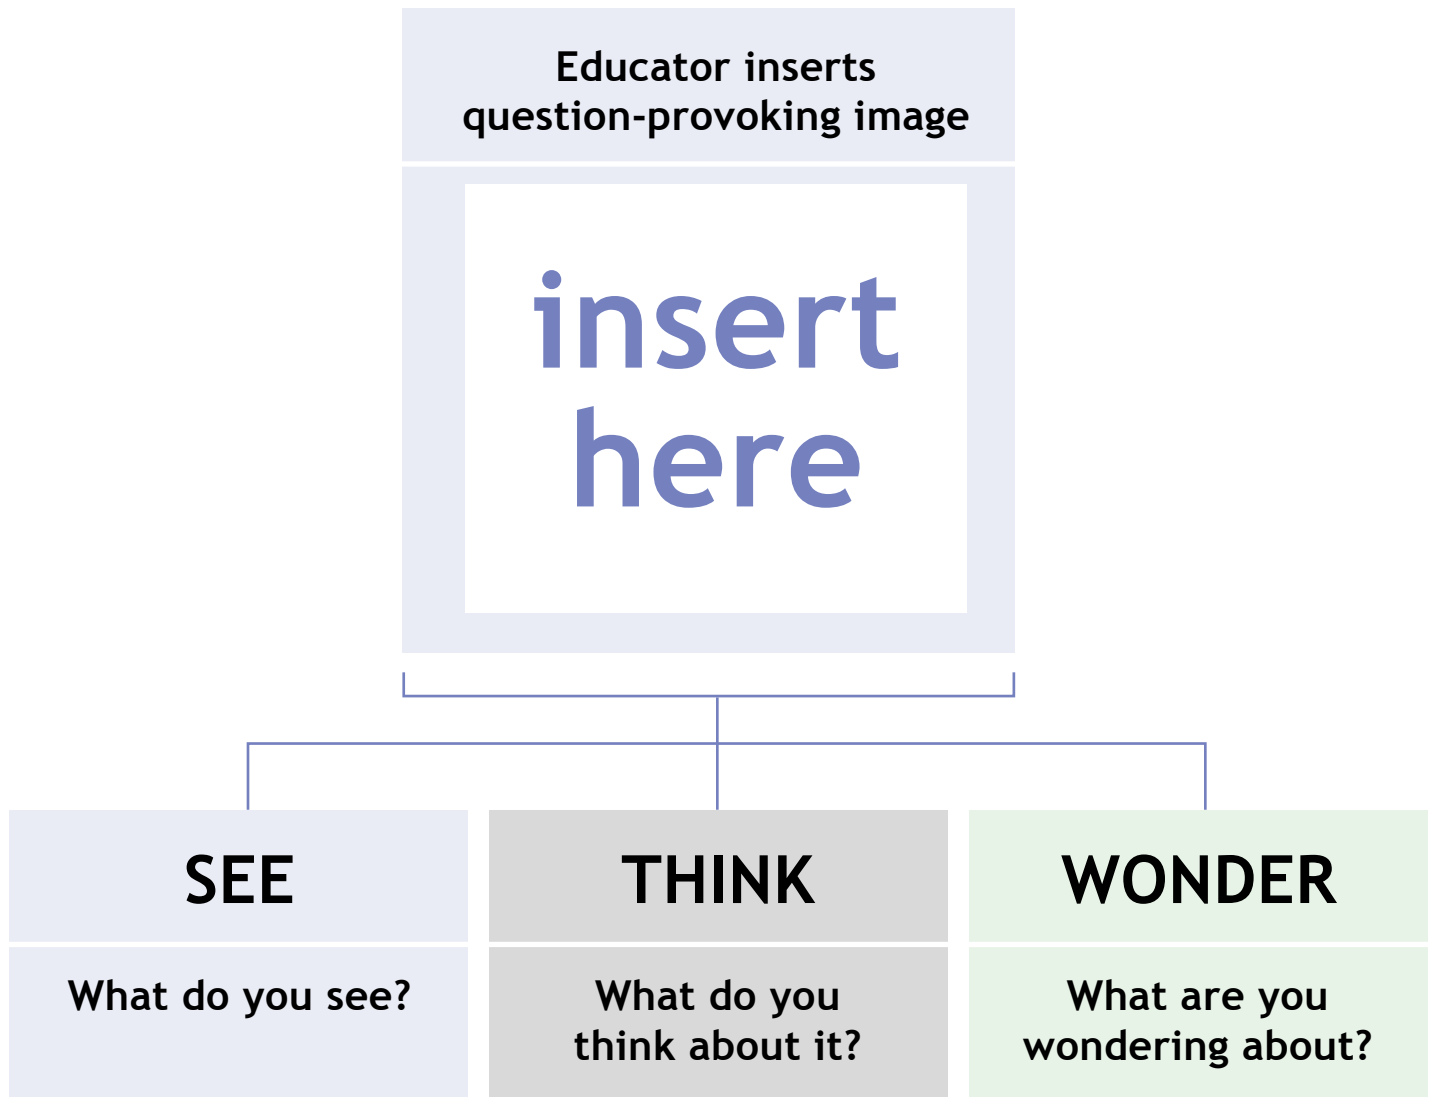 Educator inserts
question-provoking image
insert
here
SEE
What do you see?
THINK
What do you
think about it?
WONDER
What are you
wondering about?